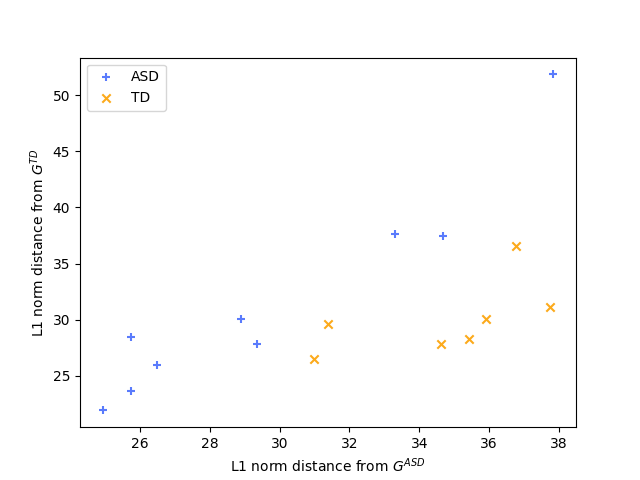 ASD
TD
50
45
40
35
30
25
L1 norm distance from G^{TD}
26 28 30 32 34 36 38
L1 norm distance from G^{ASD}